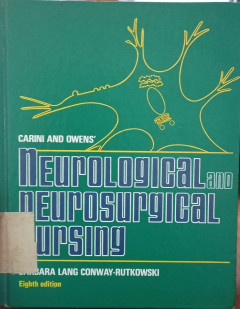 CARINI AND OWENS'
NEUROLOGICAL and
NEUROSURGICAL
NURSING
BARBARA LANG CONWAY-RUTKOWSKI
Eighth edition